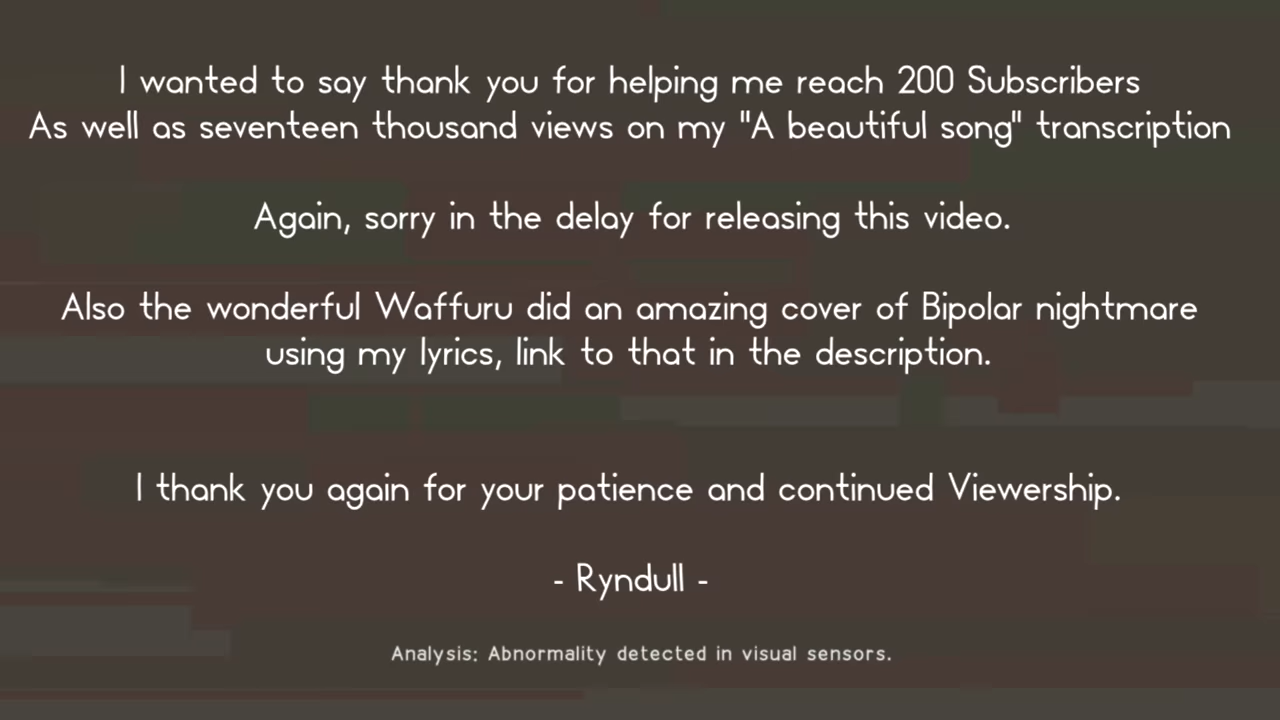 I wanted to say thank you for helping me reach 200 Subscribers
As well as seventeen thousand views on my "A beautiful song" transcription
Again, sorry in the delay for releasing this video.
Also the wonderful Waffuru did an amazing cover of Bipolar nightmare
using my lyrics, link to that in the description.
I thank you again for your patience and continued Viewership.
- Ryndull -
Analysis: Abnormality detected in visual sensors.